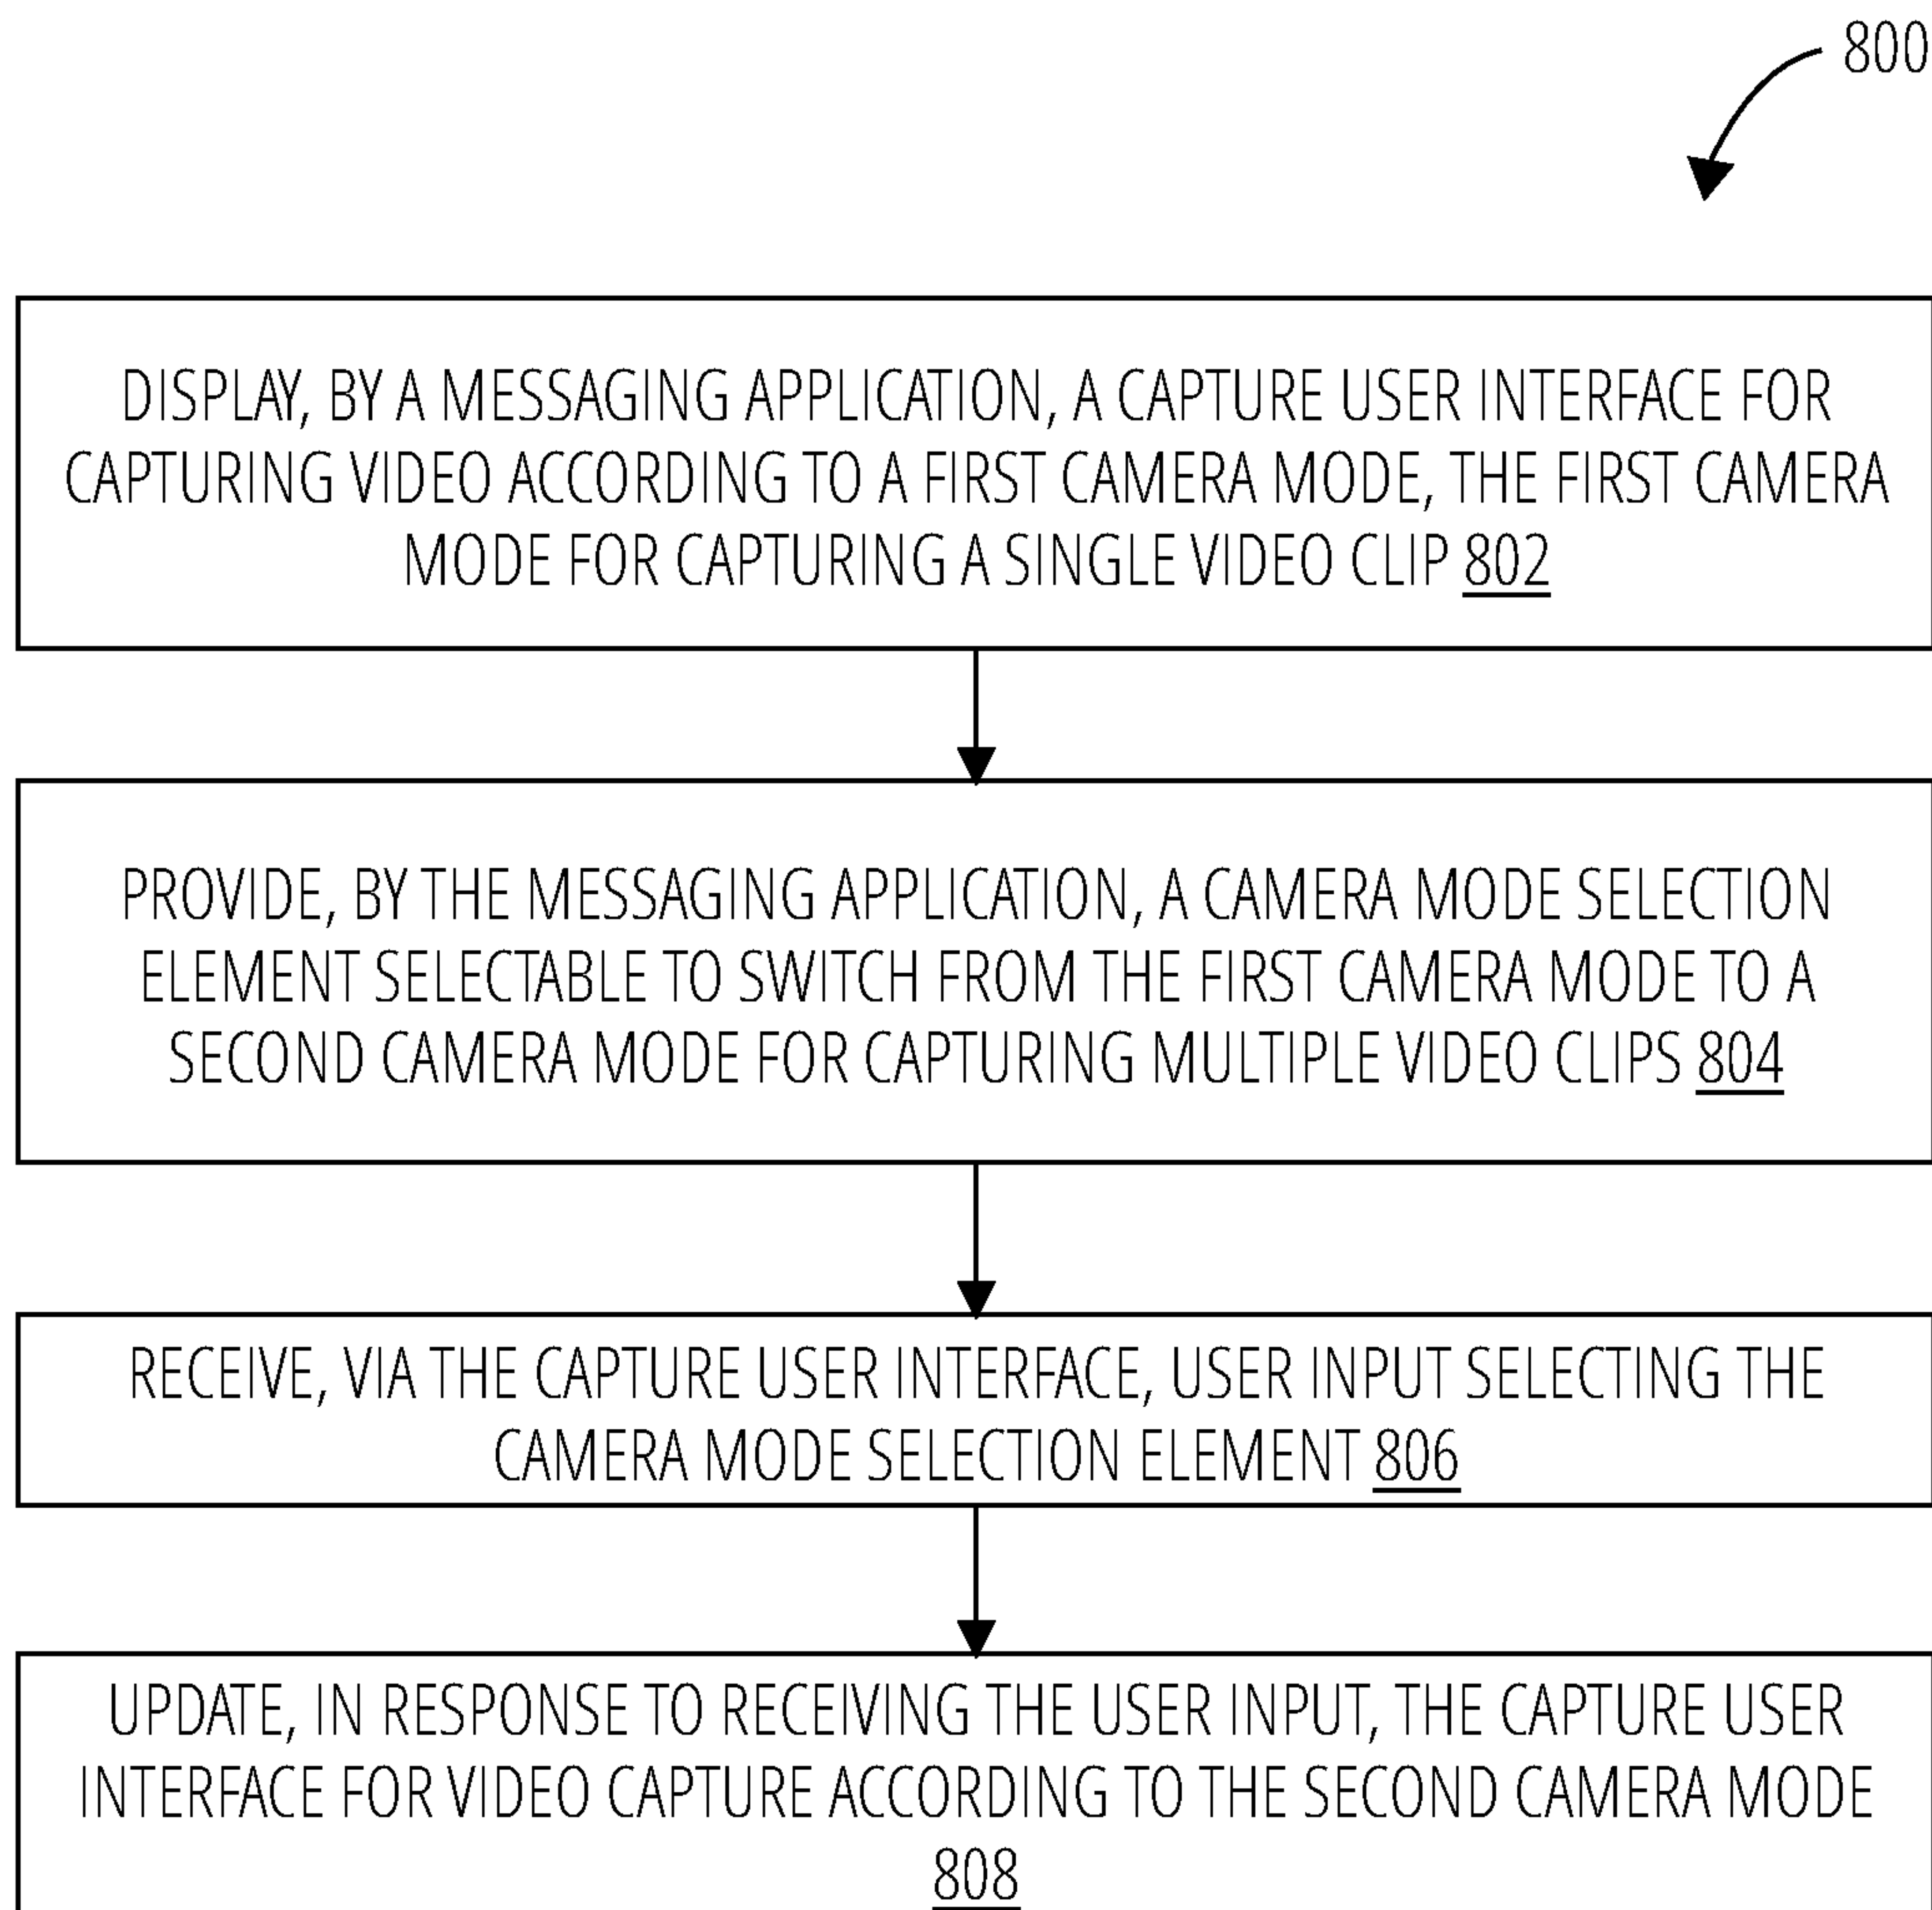 800
DISPLAY, BY A MESSAGING APPLICATION, A CAPTURE USER INTERFACE FOR
CAPTURING VIDEO ACCORDING TO A FIRST CAMERA MODE, THE FIRST CAMERA
MODE FOR CAPTURING A SINGLE VIDEO CLIP 802
PROVIDE, BY THE MESSAGING APPLICATION, A CAMERA MODE SELECTION
ELEMENT SELECTABLE TO SWITCH FROM THE FIRST CAMERA MODE TO A
SECOND CAMERA MODE FOR CAPTURING MULTIPLE VIDEO CLIPS 804
RECEIVE, VIA THE CAPTURE USER INTERFACE, USER INPUT SELECTING THE
CAMERA MODE SELECTION ELEMENT 806
UPDATE, IN RESPONSE TO RECEIVING THE USER INPUT, THE CAPTURE USER
INTERFACE FOR VIDEO CAPTURE ACCORDING TO THE SECOND CAMERA MODE
808